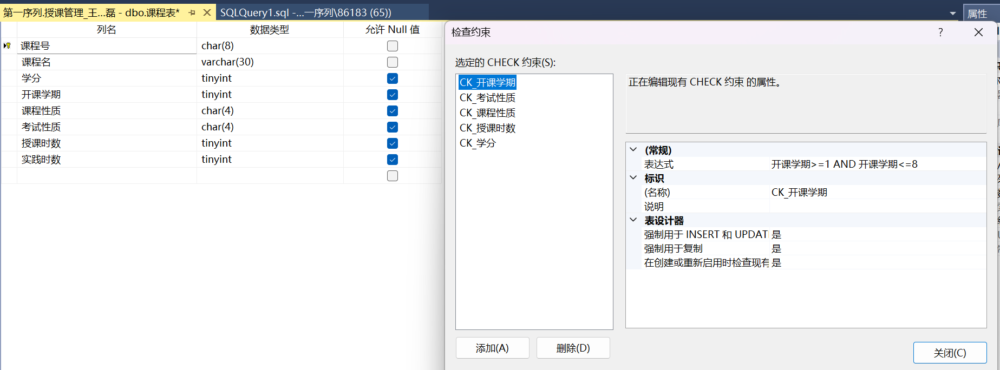 第一序列.授课管理_王...磊 - dbo.课程表*
SQLQuery1.sql -...一序列\86183 (65))
属性
列名 数据类型 允许 Null 值
课程号 char(8)
课程名 varchar(30)
学分 tinyint
开课学期 tinyint
课程性质 char(4)
考试性质 char(4)
授课时数 tinyint
实践时数 tinyint
检查约束
?
选定的 CHECK 约束(S):
CK_开课学期
CK_考试性质
CK_课程性质
CK_授课时数
CK_学分
添加(A)
删除(D)
正在编辑现有 CHECK 约束 的属性。
(常规)
表达式 开课学期>=1 AND 开课学期<=8
标识
(名称) CK_开课学期
说明
表设计器
强制用于 INSERT 和 UPDAT 是
强制用于复制 是
在创建或重新启用时检查现有 是
关闭(C)